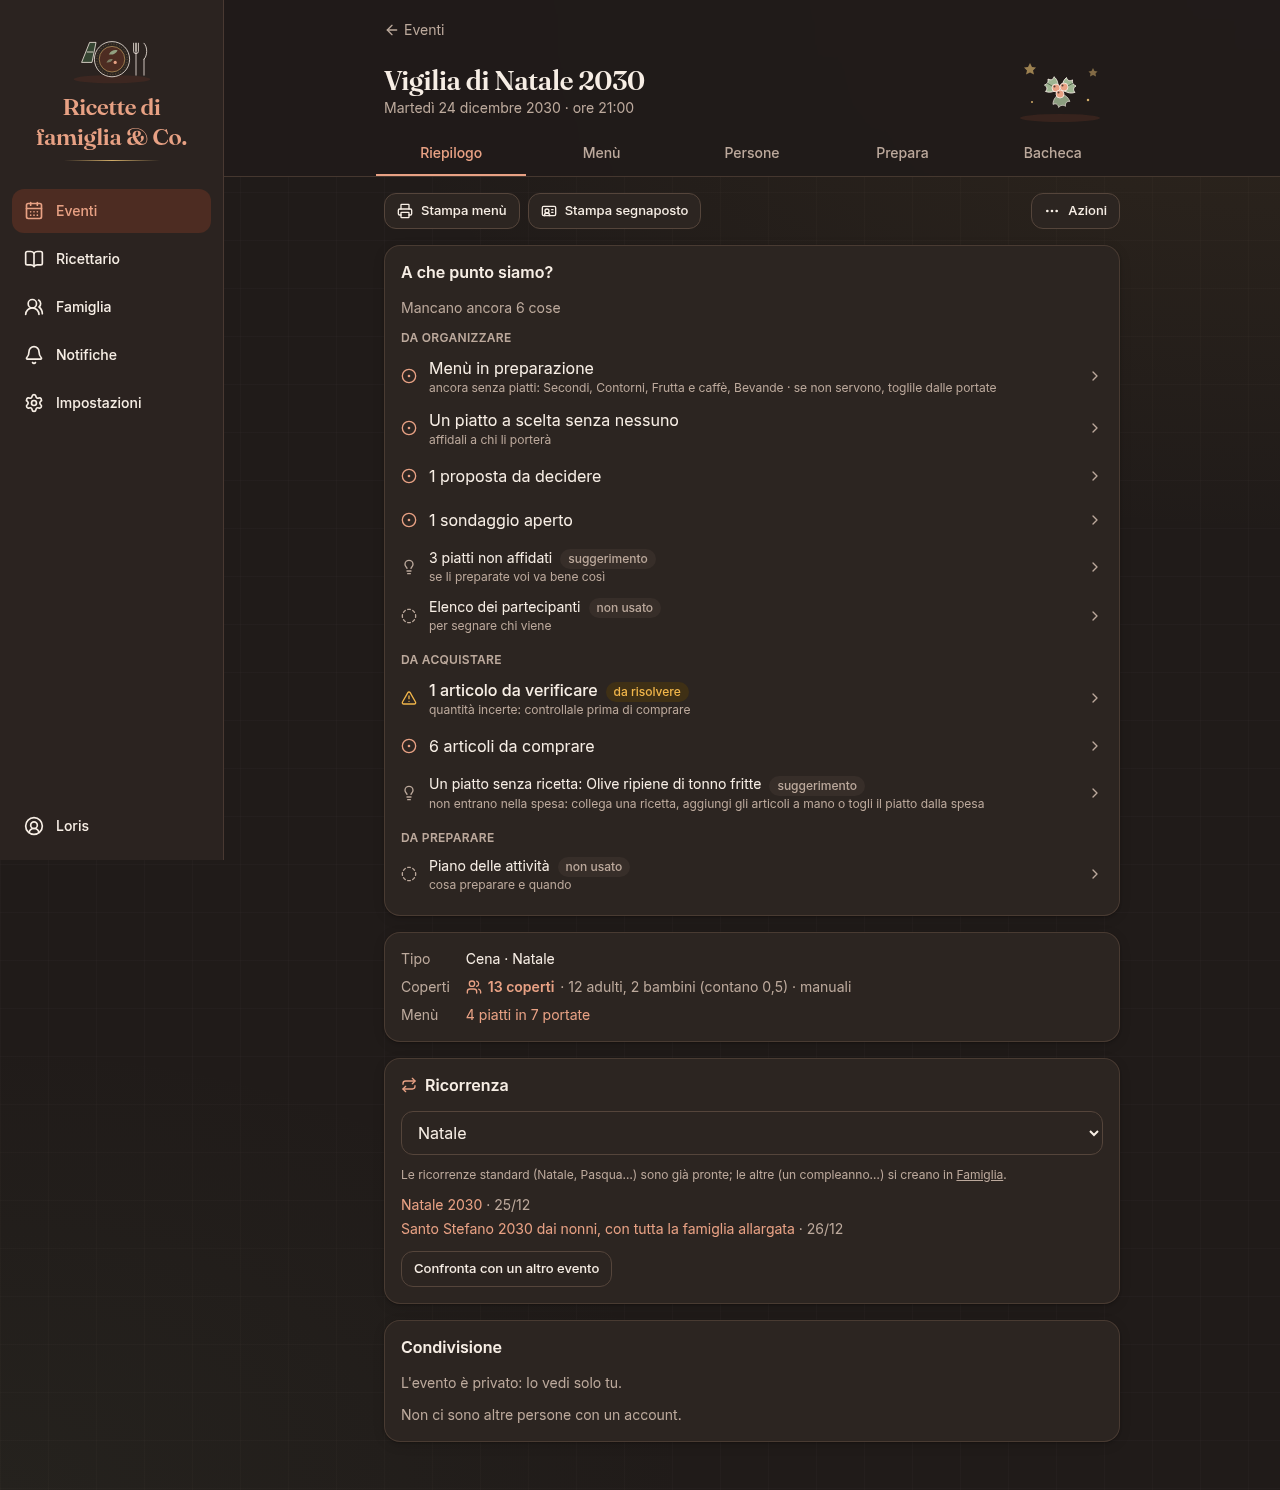 Ricette di
famiglia & Co.
Eventi
Ricettario
Famiglia
Notifiche
Impostazioni
Loris
Eventi
Vigilia di Natale 2030
Martedì 24 dicembre 2030 · ore 21:00
Riepilogo
Menù
Persone
Prepara
Bacheca
Stampa menù
Stampa segnaposto
Azioni
A che punto siamo?
Mancano ancora 6 cose
DA ORGANIZZARE
Menù in preparazione
ancora senza piatti: Secondi, Contorni, Frutta e caffè, Bevande · se non servono, toglile dalle portate
Un piatto a scelta senza nessuno
affidali a chi li porterà
1 proposta da decidere
1 sondaggio aperto
3 piatti non affidati suggerimento
se li preparate voi va bene così
Elenco dei partecipanti non usato
per segnare chi viene
DA ACQUISTARE
1 articolo da verificare da risolvere
quantità incerte: controllale prima di comprare
6 articoli da comprare
Un piatto senza ricetta: Olive ripiene di tonno fritte suggerimento
non entrano nella spesa: collega una ricetta, aggiungi gli articoli a mano o togli il piatto dalla spesa
DA PREPARARE
Piano delle attività non usato
cosa preparare e quando
Tipo Cena · Natale
Coperti 13 coperti · 12 adulti, 2 bambini (contano 0,5) · manuali
Menù 4 piatti in 7 portate
Ricorrenza
Natale
Le ricorrenze standard (Natale, Pasqua…) sono già pronte; le altre (un compleanno…) si creano in Famiglia.
Natale 2030 · 25/12
Santo Stefano 2030 dai nonni, con tutta la famiglia allargata · 26/12
Confronta con un altro evento
Condivisione
L'evento è privato: lo vedi solo tu.
Non ci sono altre persone con un account.